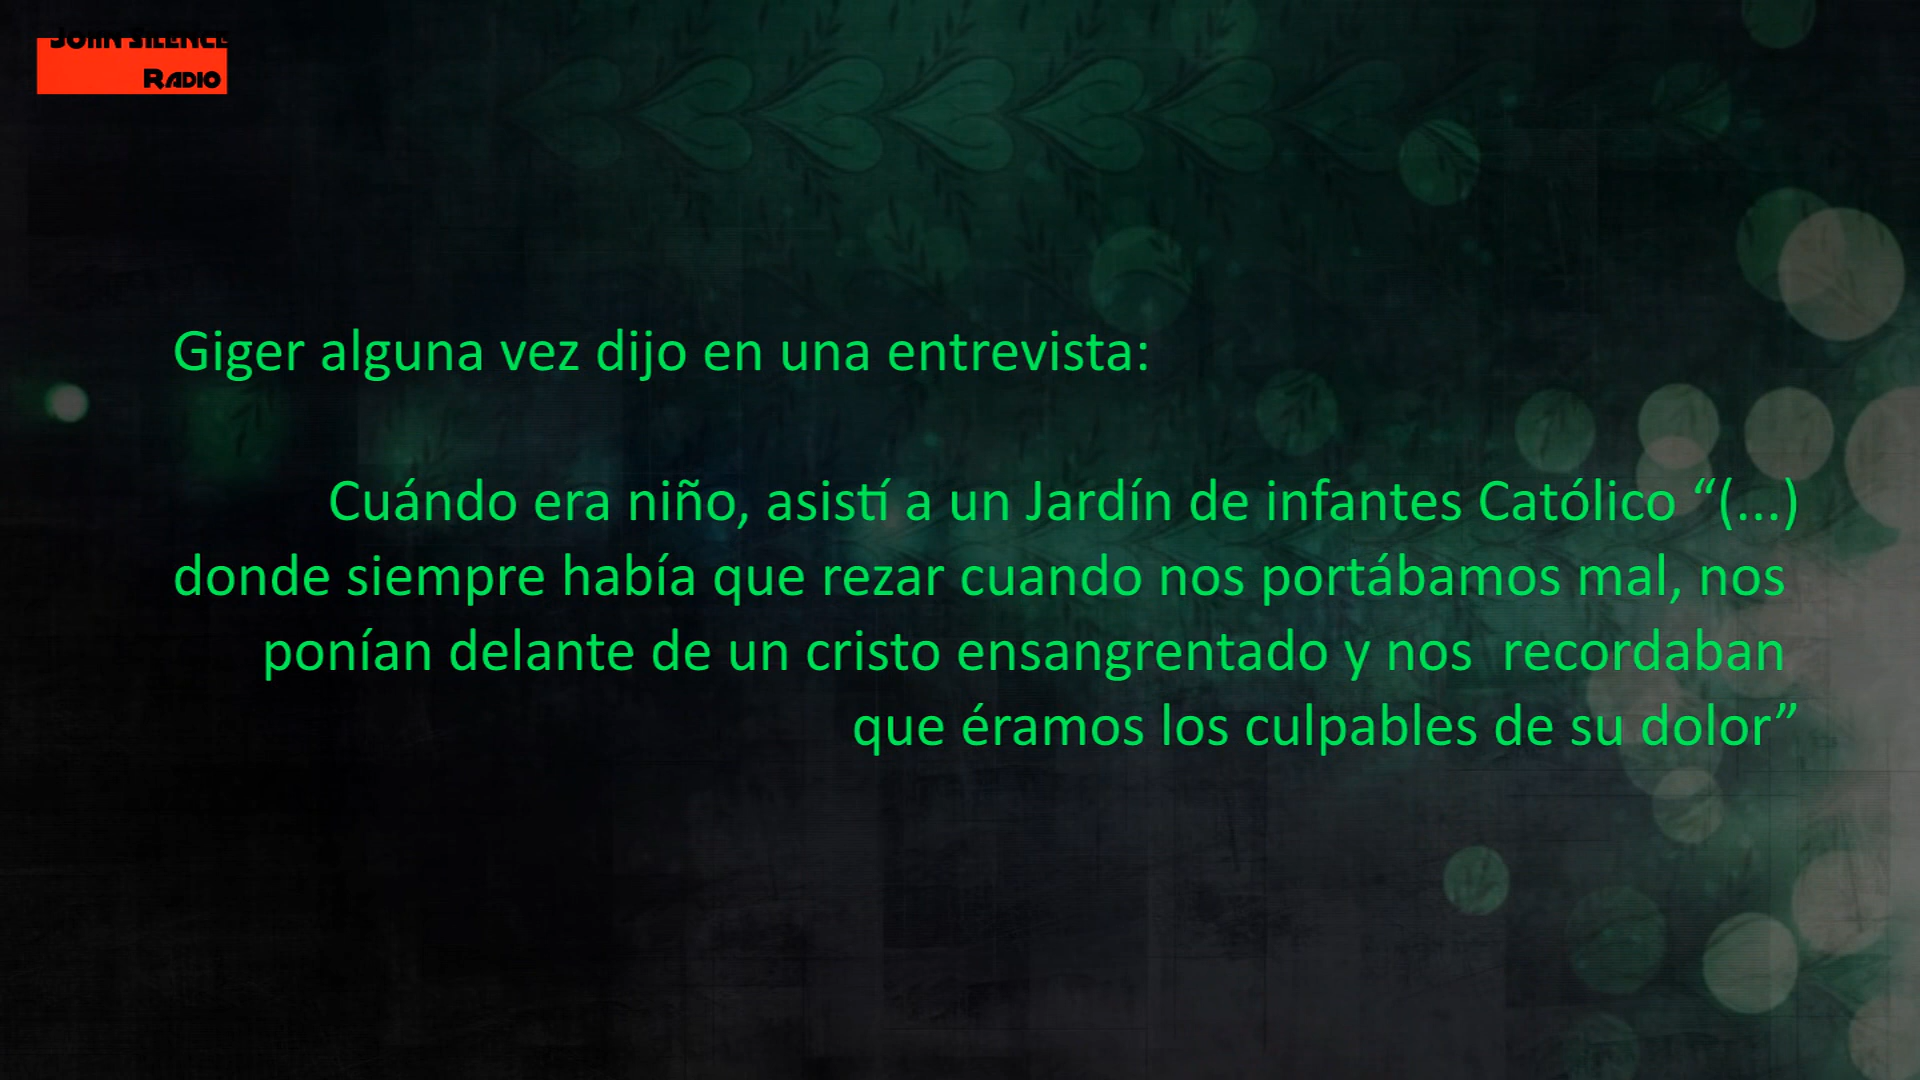 JOHN SILENCE
RADIO
Giger alguna vez dijo en una entrevista:
Cuándo era niño, asistí a un Jardín de infantes Católico “(...)
donde siempre había que rezar cuando nos portábamos mal, nos
ponían delante de un cristo ensangrentado y nos  recordaban
que éramos los culpables de su dolor”